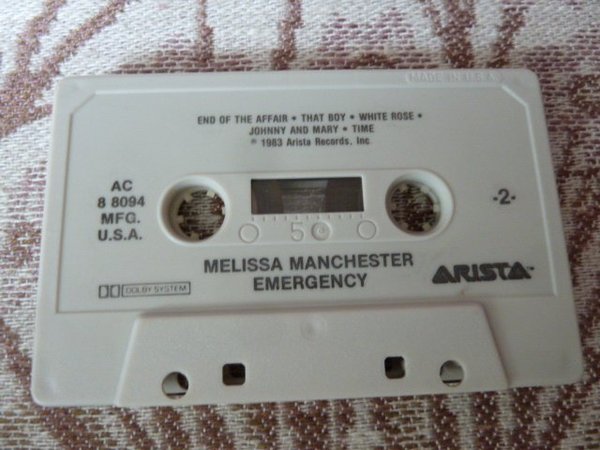 MADE IN U.S.A.
END OF THE AFFAIR • THAT BOY • WHITE ROSE •
JOHNNY AND MARY • TIME
℗ 1983 Arista Records, Inc.
AC
8 8094
MFG.
U.S.A.
-2-
50
MELISSA MANCHESTER
EMERGENCY
DOLBY SYSTEM
ARISTA